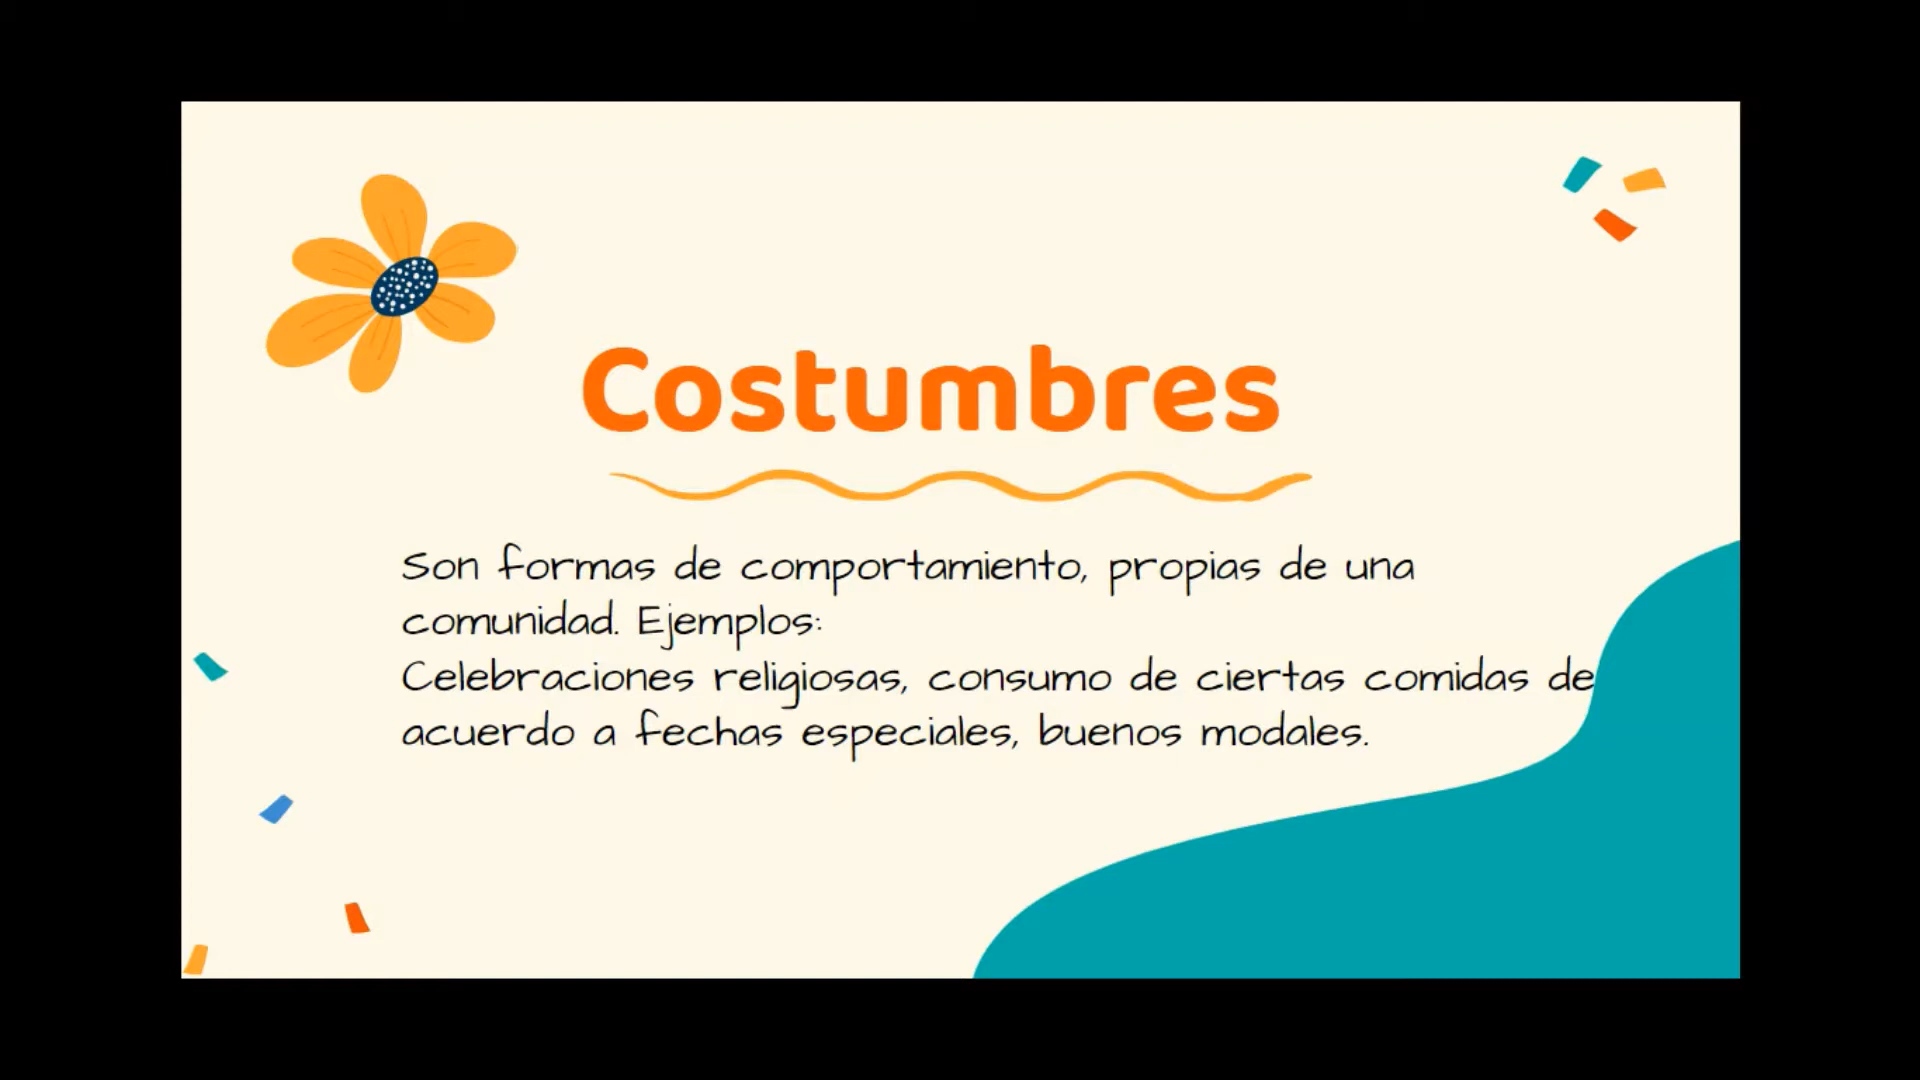 Costumbres
Son formas de comportamiento, propias de una
comunidad. Ejemplos:
Celebraciones religiosas, consumo de ciertas comidas de
acuerdo a fechas especiales, buenos modales.